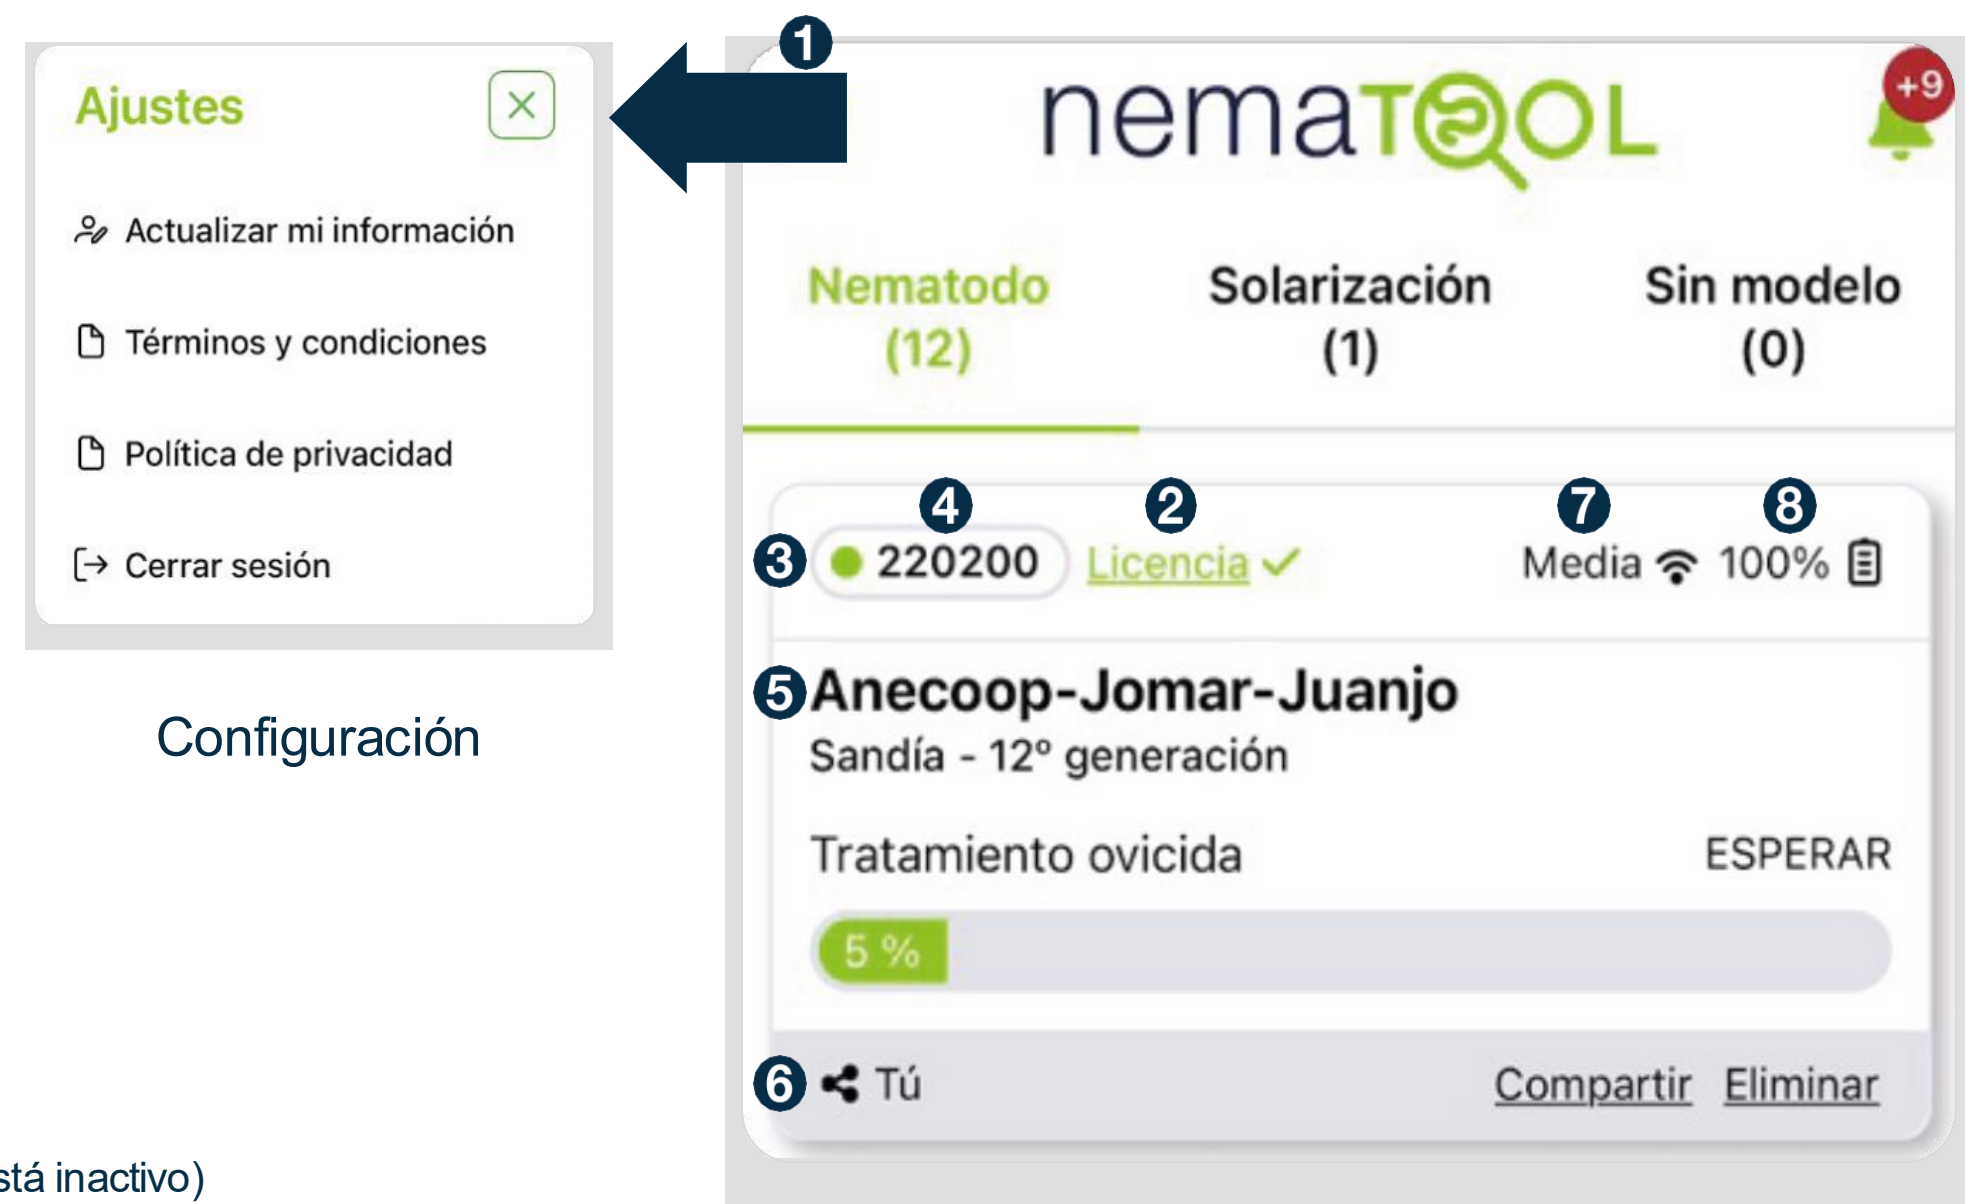 Ajustes
Actualizar mi información
Términos y condiciones
Política de privacidad
Cerrar sesión
Configuración
stá inactivo)
1
nemaTOOL
+9
Nematodo
(12)
Solarización
(1)
Sin modelo
(0)
4 2 7 8
3 220200 Licencia Media 100%
5 Anecoop-Jomar-Juanjo
Sandía - 12º generación
Tratamiento ovicida ESPERAR
5 %
6 Tú Compartir Eliminar